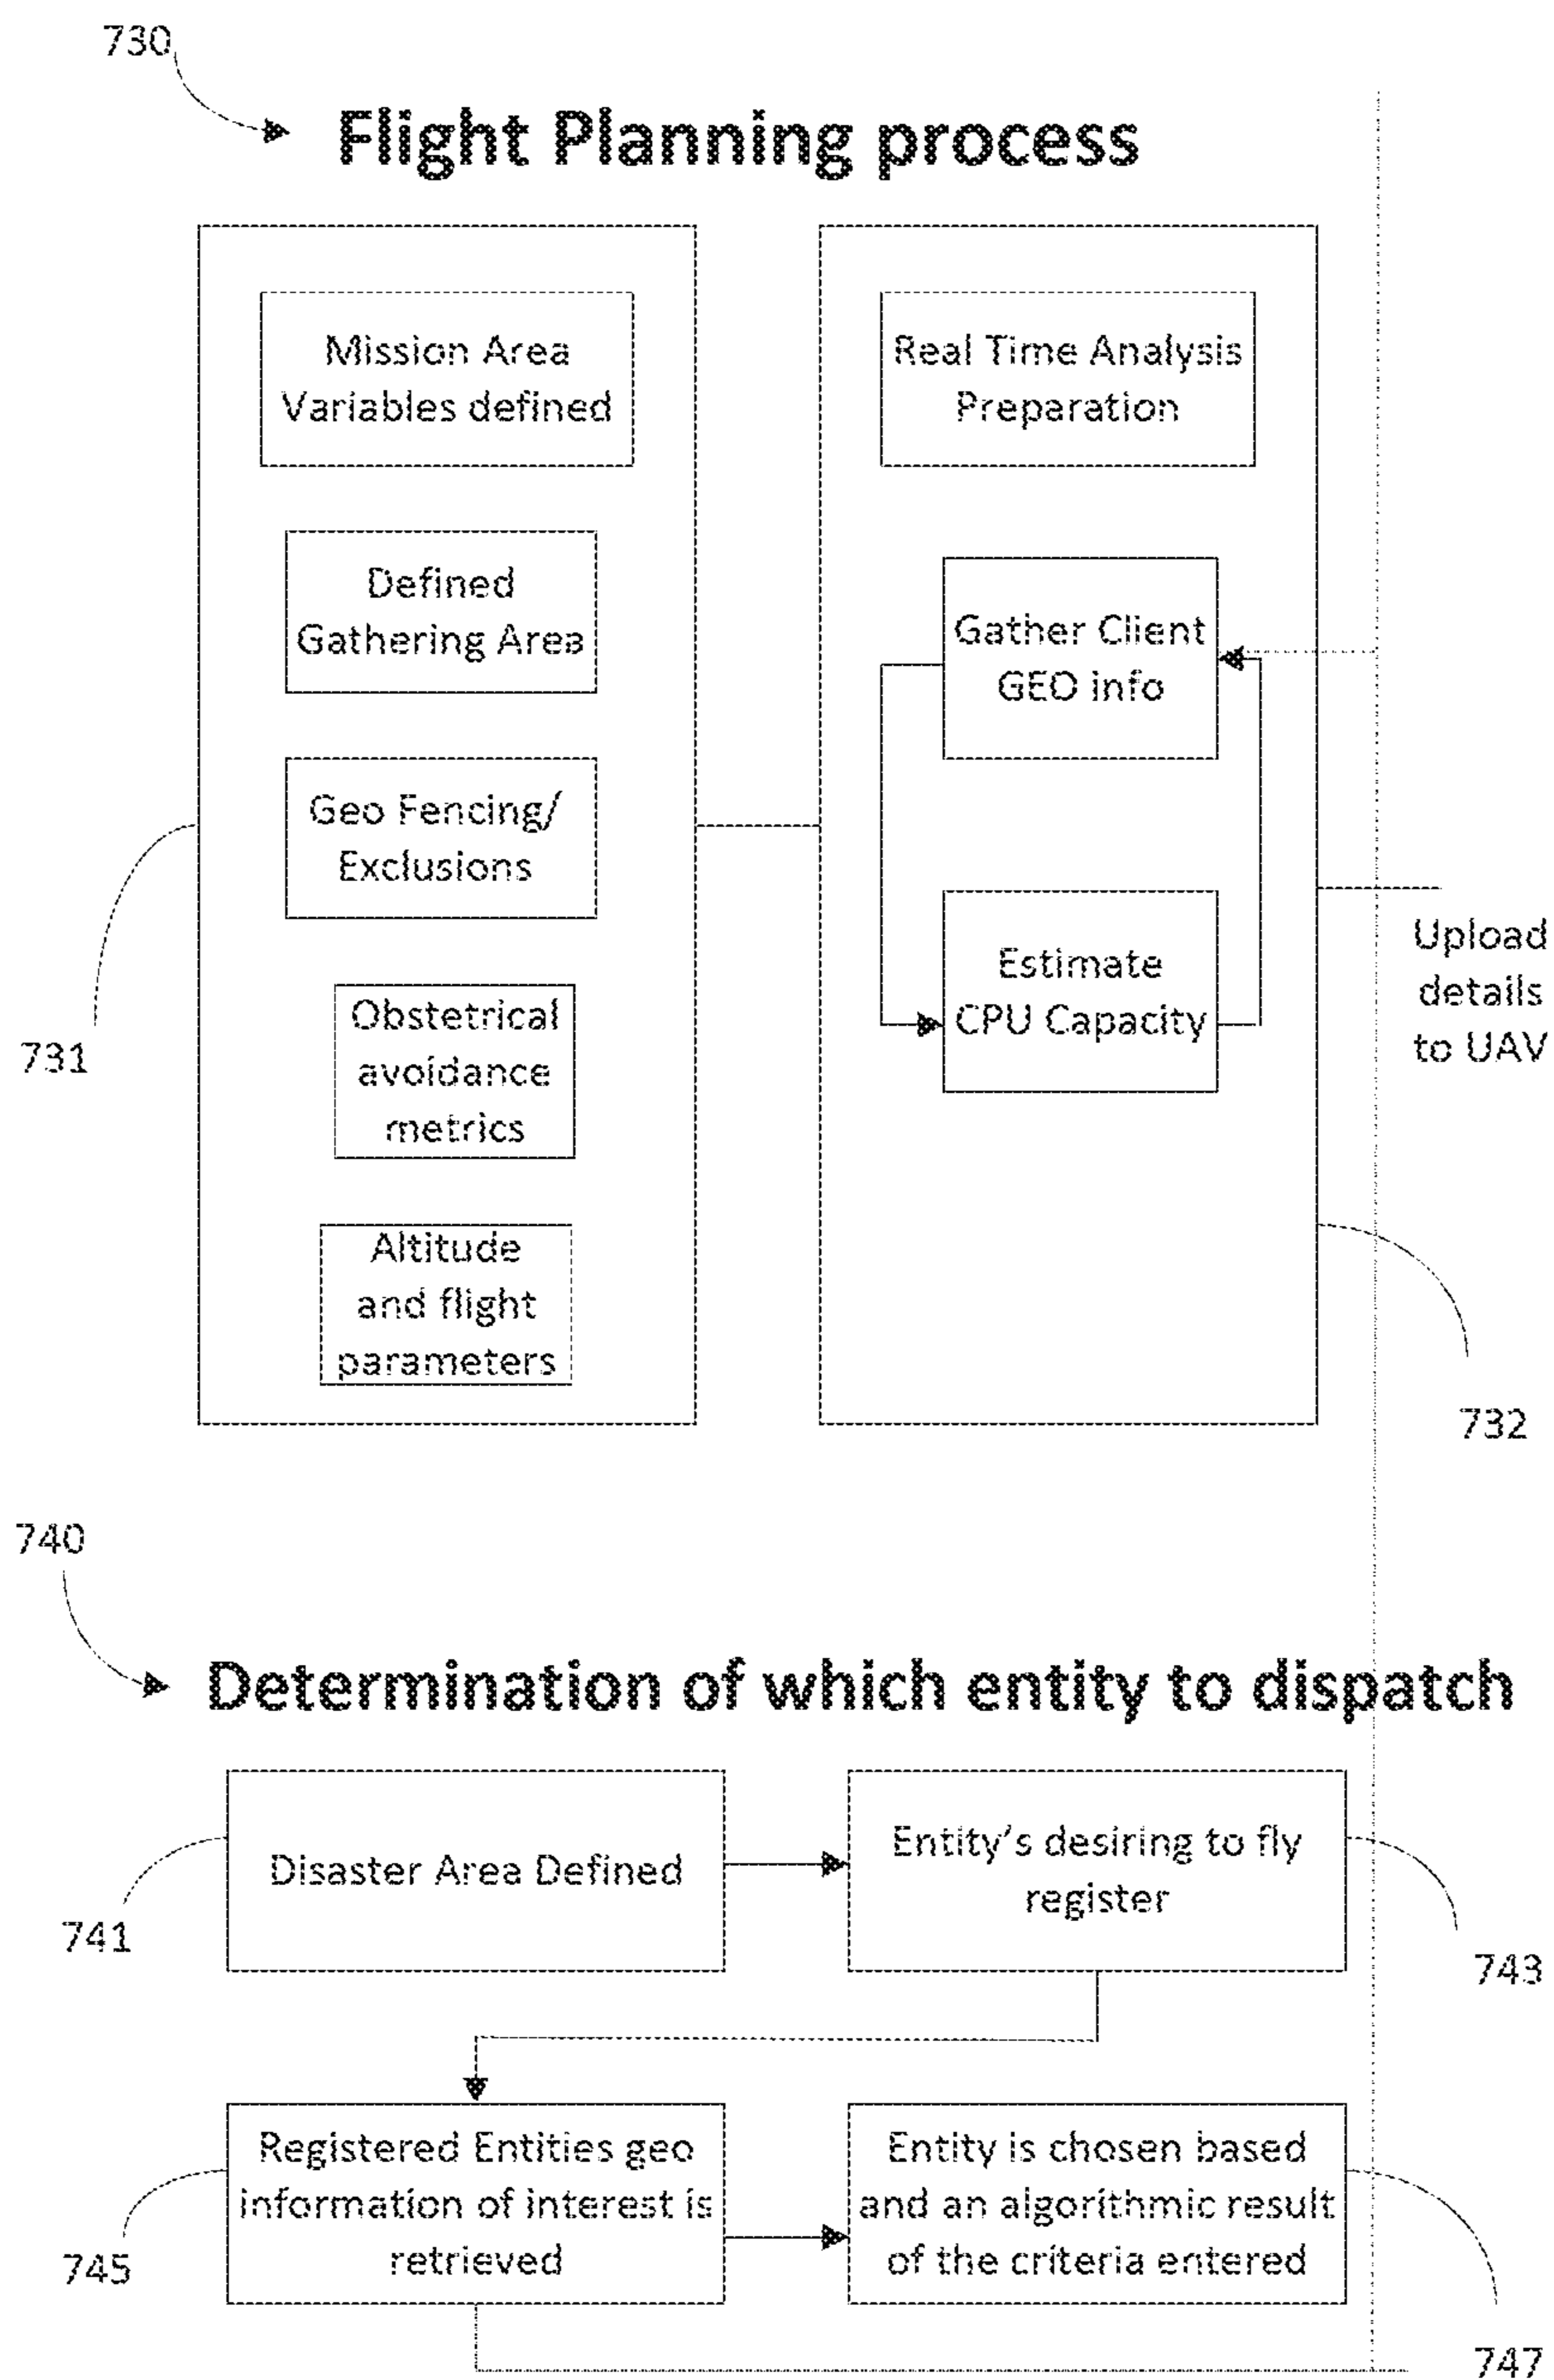 730
Flight Planning process
Mission Area
Variables defined
Defined
Gathering Area
Geo Fencing/
Exclusions
Obstetrical
avoidance
metrics
Altitude
and flight
parameters
731
Real Time Analysis
Preparation
Gather Client
GEO info
Estimate
CPU Capacity
Upload
details
to UAV
732
740
Determination of which entity to dispatch
Disaster Area Defined
741
Entity's desiring to fly
register
743
Registered Entities geo
information of interest is
retrieved
745
Entity is chosen based
and an algorithmic result
of the criteria entered
747